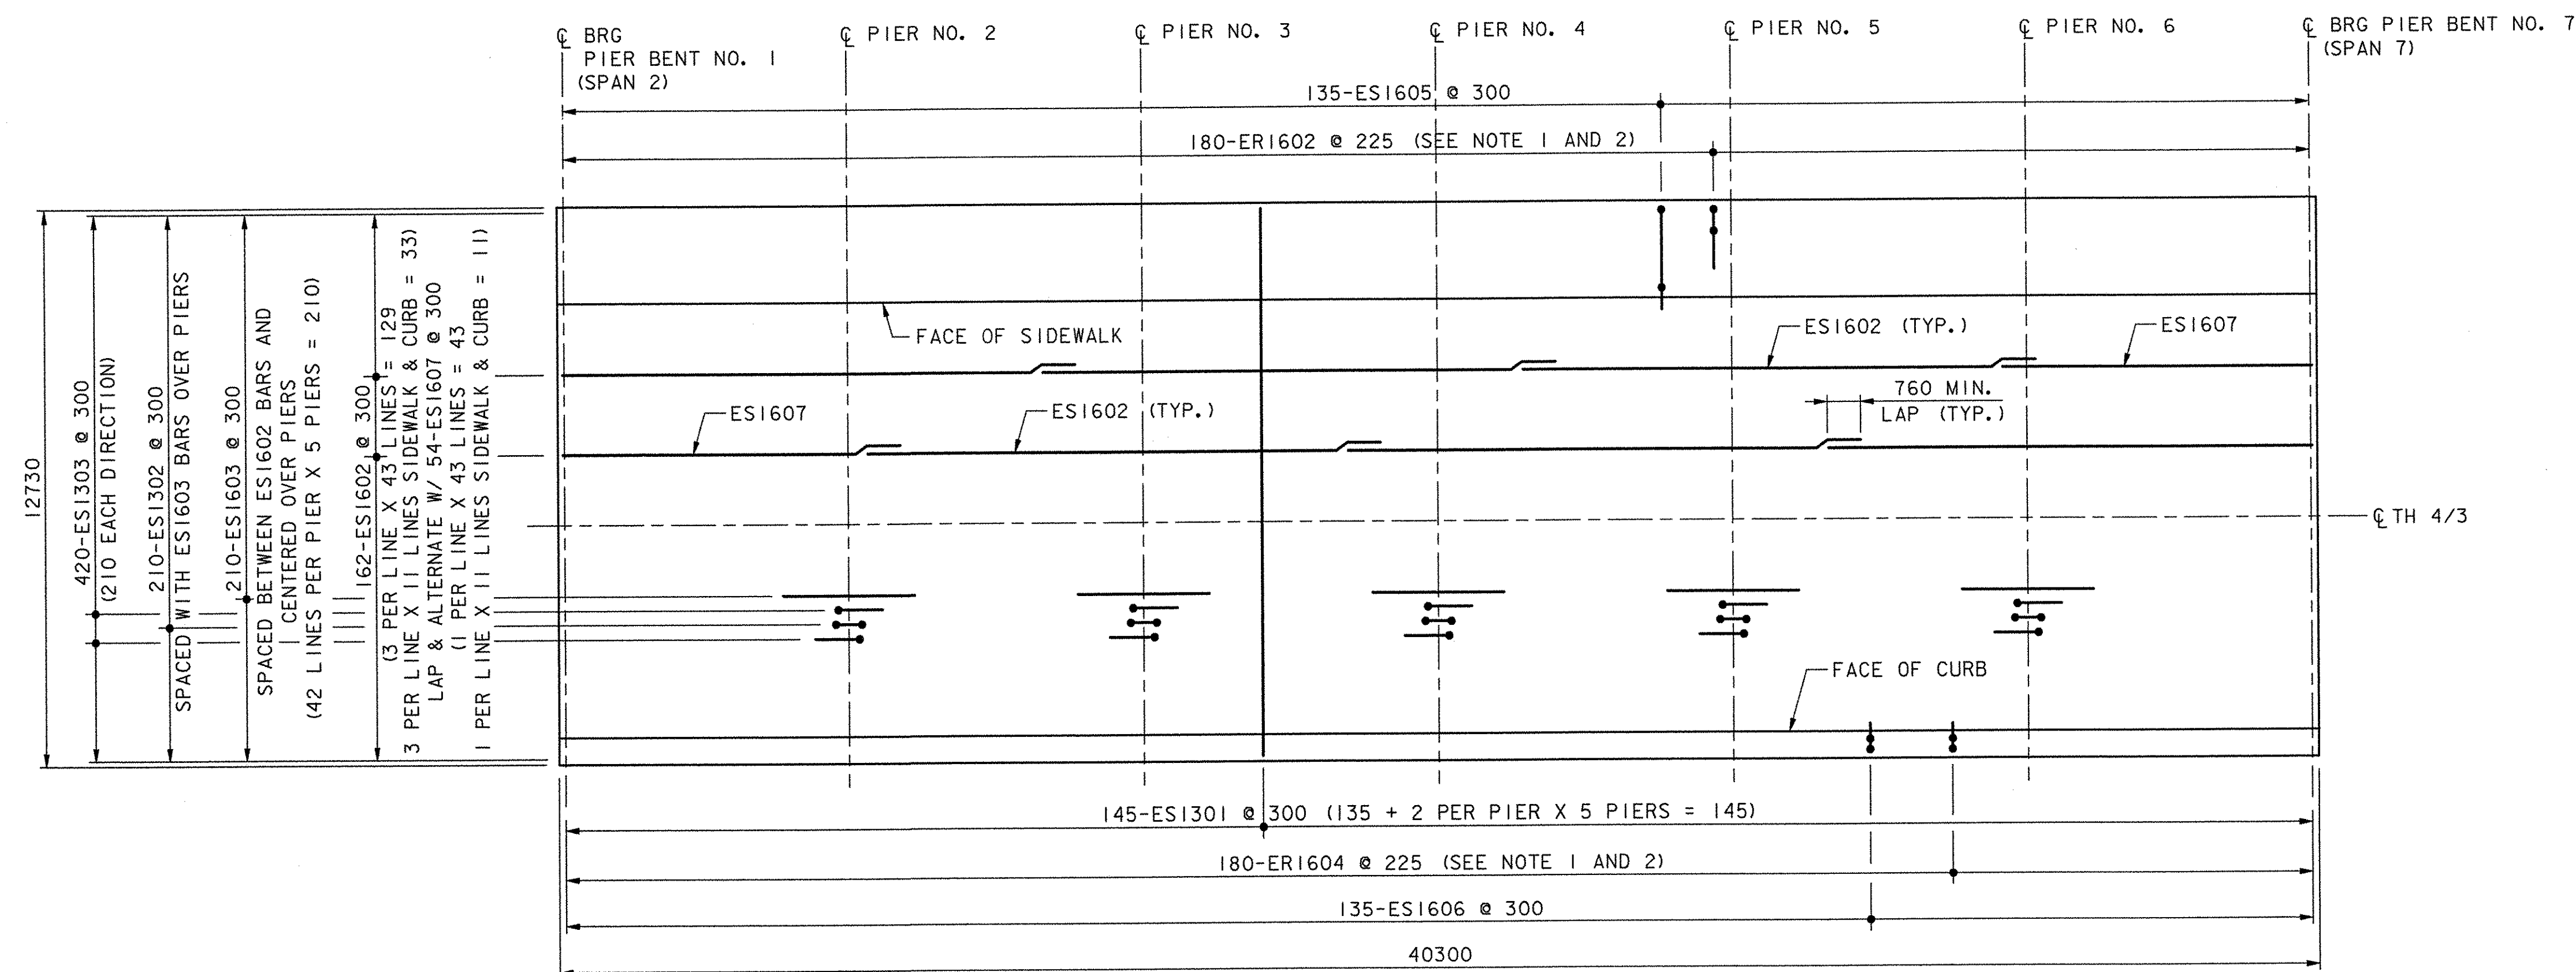 ℄ BRG
PIER BENT NO. 1
(SPAN 2)
℄ PIER NO. 2
℄ PIER NO. 3
℄ PIER NO. 4
℄ PIER NO. 5
℄ PIER NO. 6
℄ BRG PIER BENT NO. 7
(SPAN 7)
135-ES1605 @ 300
180-ER1602 @ 225 (SEE NOTE 1 AND 2)
12730
420-ES1303 @ 300
(210 EACH DIRECTION)
210-ES1302 @ 300
SPACED WITH ES1603 BARS OVER PIERS
210-ES1603 @ 300
SPACED BETWEEN ES1602 BARS AND
CENTERED OVER PIERS
(42 LINES PER PIER X 5 PIERS = 210)
162-ES1602 @ 300
(3 PER LINE X 43 LINES = 129
3 PER LINE X 11 LINES SIDEWALK & CURB = 33)
LAP & ALTERNATE W/ 54-ES1607 @ 300
(1 PER LINE X 43 LINES = 43
1 PER LINE X 11 LINES SIDEWALK & CURB = 11)
FACE OF SIDEWALK
ES1602 (TYP.)
ES1607
ES1607
ES1602 (TYP.)
760 MIN.
LAP (TYP.)
℄ TH 4/3
FACE OF CURB
145-ES1301 @ 300 (135 + 2 PER PIER X 5 PIERS = 145)
180-ER1604 @ 225 (SEE NOTE 1 AND 2)
135-ES1606 @ 300
40300